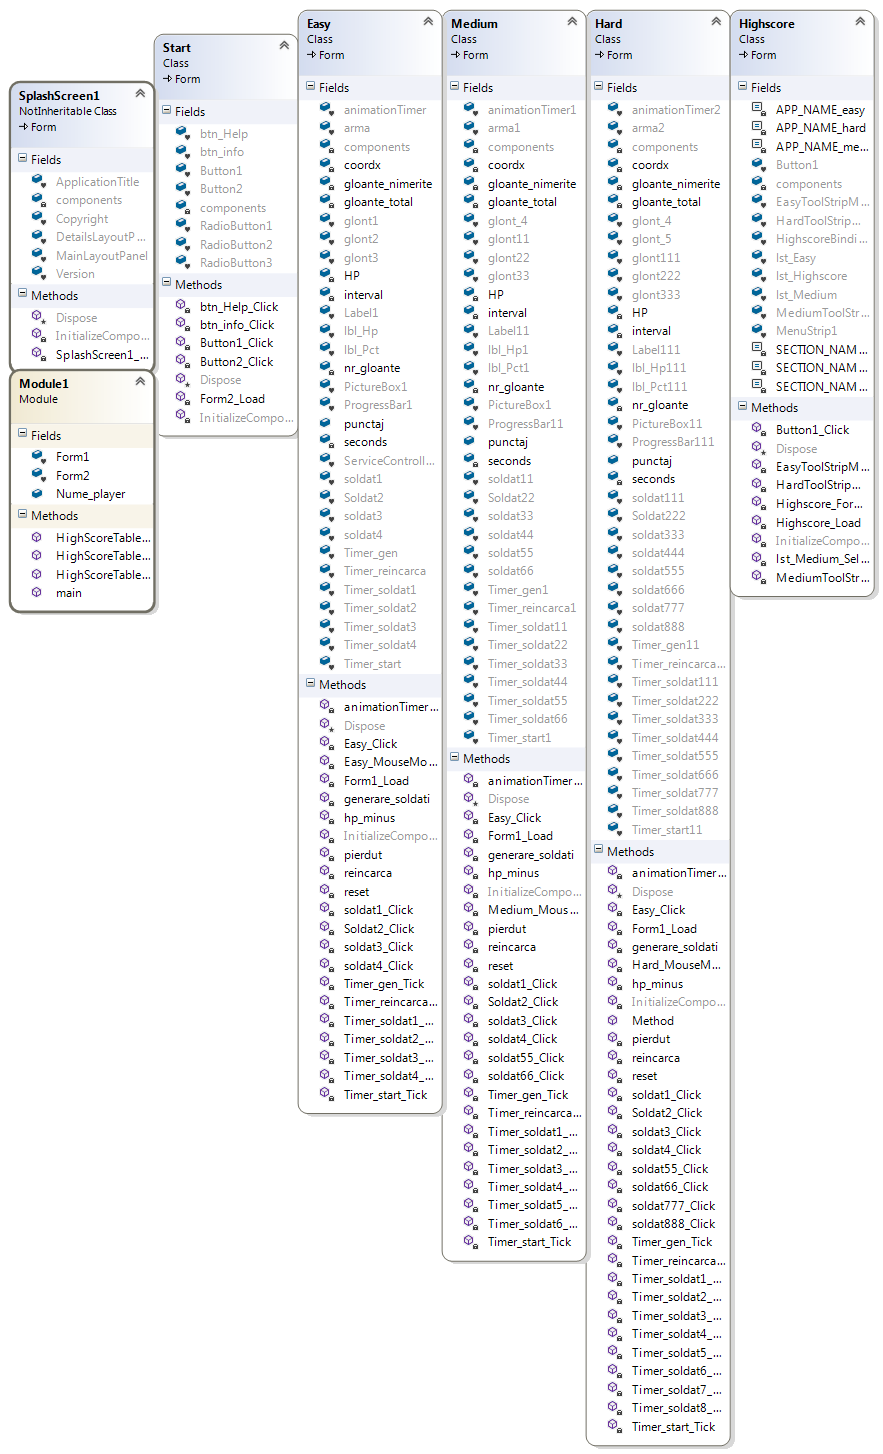 SplashScreen1
NotInheritable Class
Form
Fields
ApplicationTitle
components
Copyright
DetailsLayoutP...
MainLayoutPanel
Version
Methods
Dispose
InitializeCompo...
SplashScreen1_...
Module1
Module
Fields
Form1
Form2
Nume_player
Methods
HighScoreTable...
HighScoreTable...
HighScoreTable...
main
Start
Class
Form
Fields
btn_Help
btn_info
Button1
Button2
components
RadioButton1
RadioButton2
RadioButton3
Methods
btn_Help_Click
btn_info_Click
Button1_Click
Button2_Click
Dispose
Form2_Load
InitializeCompo...
Easy
Class
Form
Fields
animationTimer
arma
components
coordx
gloante_nimerite
gloante_total
glont1
glont2
glont3
HP
interval
Label1
lbl_Hp
lbl_Pct
nr_gloante
PictureBox1
ProgressBar1
punctaj
seconds
ServiceControll...
soldat1
Soldat2
soldat3
soldat4
Timer_gen
Timer_reincarca
Timer_soldat1
Timer_soldat2
Timer_soldat3
Timer_soldat4
Timer_start
Methods
animationTimer...
Dispose
Easy_Click
Easy_MouseMo...
Form1_Load
generare_soldati
hp_minus
InitializeCompo...
pierdut
reincarca
reset
soldat1_Click
Soldat2_Click
soldat3_Click
soldat4_Click
Timer_gen_Tick
Timer_reincarca...
Timer_soldat1_...
Timer_soldat2_...
Timer_soldat3_...
Timer_soldat4_...
Timer_start_Tick
Medium
Class
Form
Fields
animationTimer1
arma1
components
coordx
gloante_nimerite
gloante_total
glont_4
glont11
glont22
glont33
HP
interval
Label11
lbl_Hp1
lbl_Pct1
nr_gloante
PictureBox1
ProgressBar11
punctaj
seconds
soldat11
Soldat22
soldat33
soldat44
soldat55
soldat66
Timer_gen1
Timer_reincarca1
Timer_soldat11
Timer_soldat22
Timer_soldat33
Timer_soldat44
Timer_soldat55
Timer_soldat66
Timer_start1
Methods
animationTimer...
Dispose
Easy_Click
Form1_Load
generare_soldati
hp_minus
InitializeCompo...
Medium_Mous...
pierdut
reincarca
reset
soldat1_Click
Soldat2_Click
soldat3_Click
soldat4_Click
soldat55_Click
soldat66_Click
Timer_gen_Tick
Timer_reincarca...
Timer_soldat1_...
Timer_soldat2_...
Timer_soldat3_...
Timer_soldat4_...
Timer_soldat5_...
Timer_soldat6_...
Timer_start_Tick
Hard
Class
Form
Fields
animationTimer2
arma2
components
coordx
gloante_nimerite
gloante_total
glont_4
glont_5
glont111
glont222
glont333
HP
interval
Label111
lbl_Hp111
lbl_Pct111
nr_gloante
PictureBox11
ProgressBar111
punctaj
seconds
soldat111
Soldat222
soldat333
soldat444
soldat555
soldat666
soldat777
soldat888
Timer_gen11
Timer_reincarca...
Timer_soldat111
Timer_soldat222
Timer_soldat333
Timer_soldat444
Timer_soldat555
Timer_soldat666
Timer_soldat777
Timer_soldat888
Timer_start11
Methods
animationTimer...
Dispose
Easy_Click
Form1_Load
generare_soldati
Hard_MouseM...
hp_minus
InitializeCompo...
Method
pierdut
reincarca
reset
soldat1_Click
Soldat2_Click
soldat3_Click
soldat4_Click
soldat55_Click
soldat66_Click
soldat777_Click
soldat888_Click
Timer_gen_Tick
Timer_reincarca...
Timer_soldat1_...
Timer_soldat2_...
Timer_soldat3_...
Timer_soldat4_...
Timer_soldat5_...
Timer_soldat6_...
Timer_soldat7_...
Timer_soldat8_...
Timer_start_Tick
Highscore
Class
Form
Fields
APP_NAME_easy
APP_NAME_hard
APP_NAME_me...
Button1
components
EasyToolStripM...
HardToolStrip...
HighscoreBindi...
lst_Easy
lst_Highscore
lst_Medium
MediumToolStr...
MenuStrip1
SECTION_NAM...
SECTION_NAM...
SECTION_NAM...
Methods
Button1_Click
Dispose
EasyToolStripM...
HardToolStrip...
Highscore_For...
Highscore_Load
InitializeCompo...
lst_Medium_Sel...
MediumToolStr...